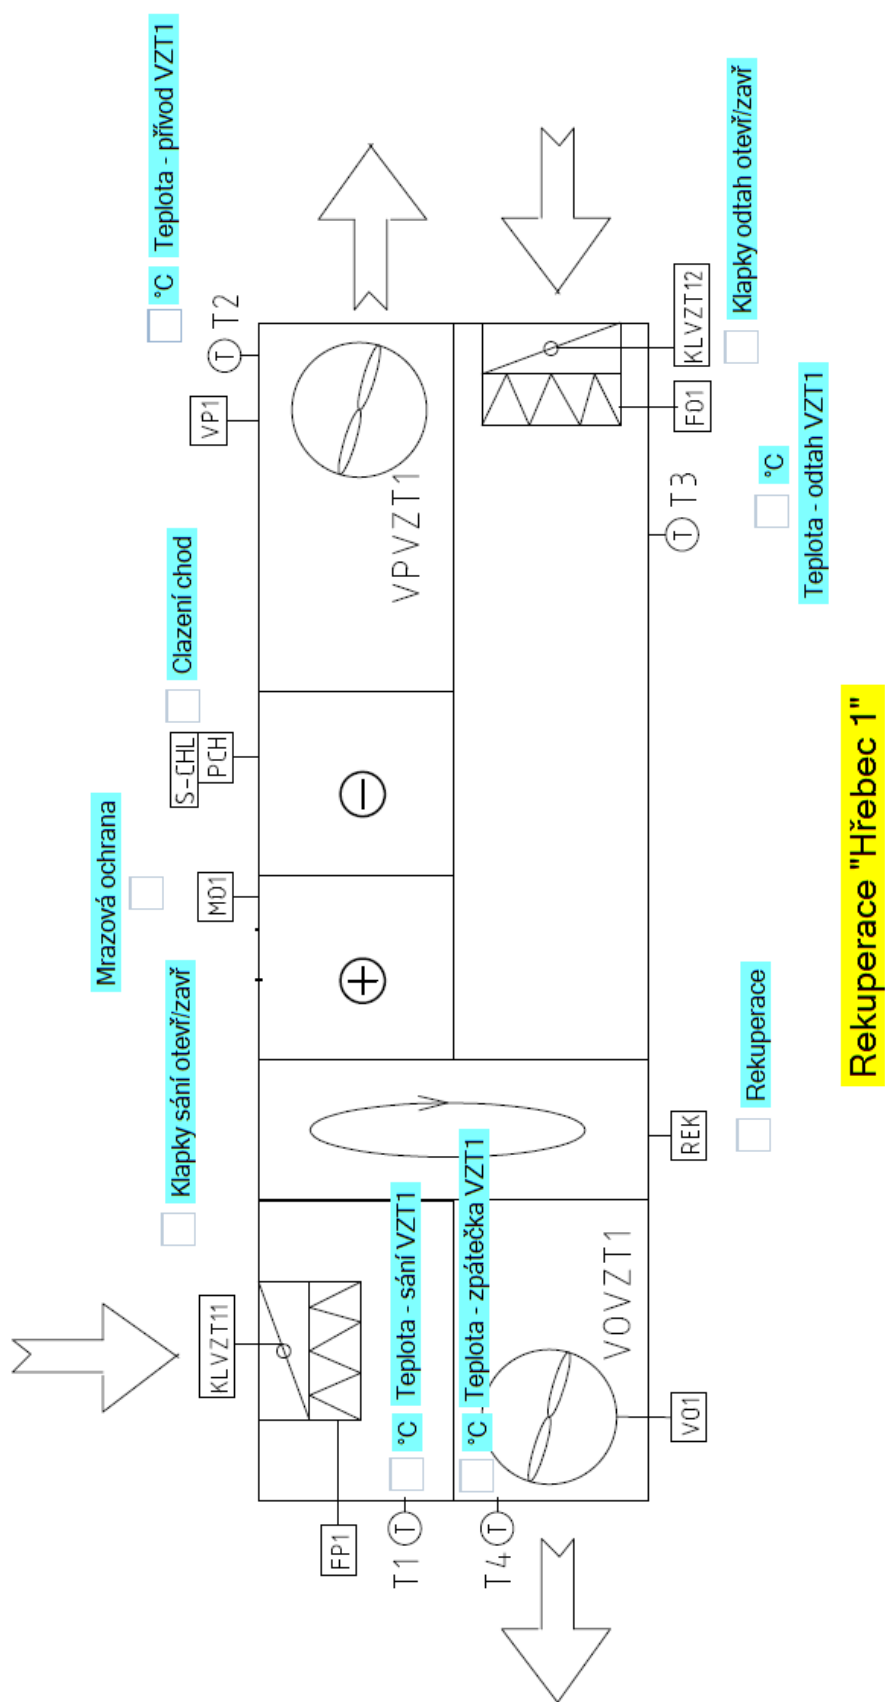 Mrazová ochrana
°C Teplota - přívod VZT1
Klapky sání otevř/zavř
S-CHL
Clazení chod
KLVZT11
MO1
PCH
VP1
T T2
FP1
T1 T
°C Teplota - sání VZT1
VPVZT1
T4 T
°C Teplota - zpátečka VZT1
VOVZT1
VO1
REK
T T3
FO1
KLVZT12
Rekuperace
Klapky odtah otevř/zavř
°C
Teplota - odtah VZT1
Rekuperace "Hřebec 1"